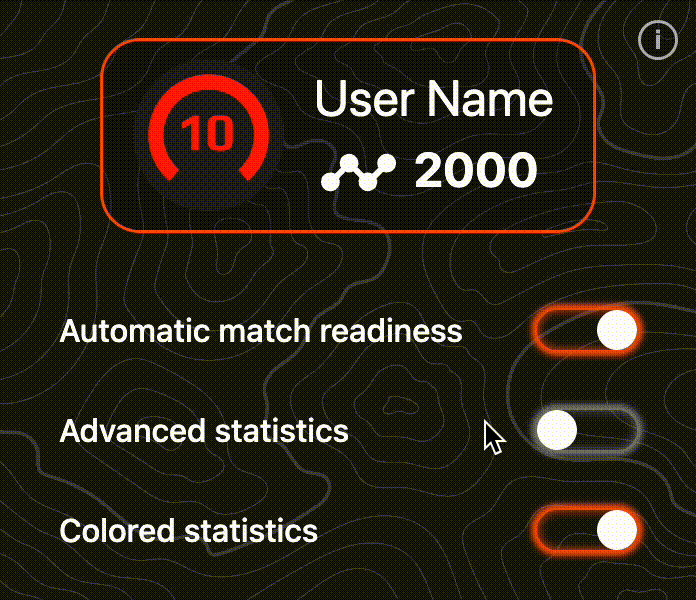 i
User Name
10
2000
Automatic match readiness
Advanced statistics
Colored statistics